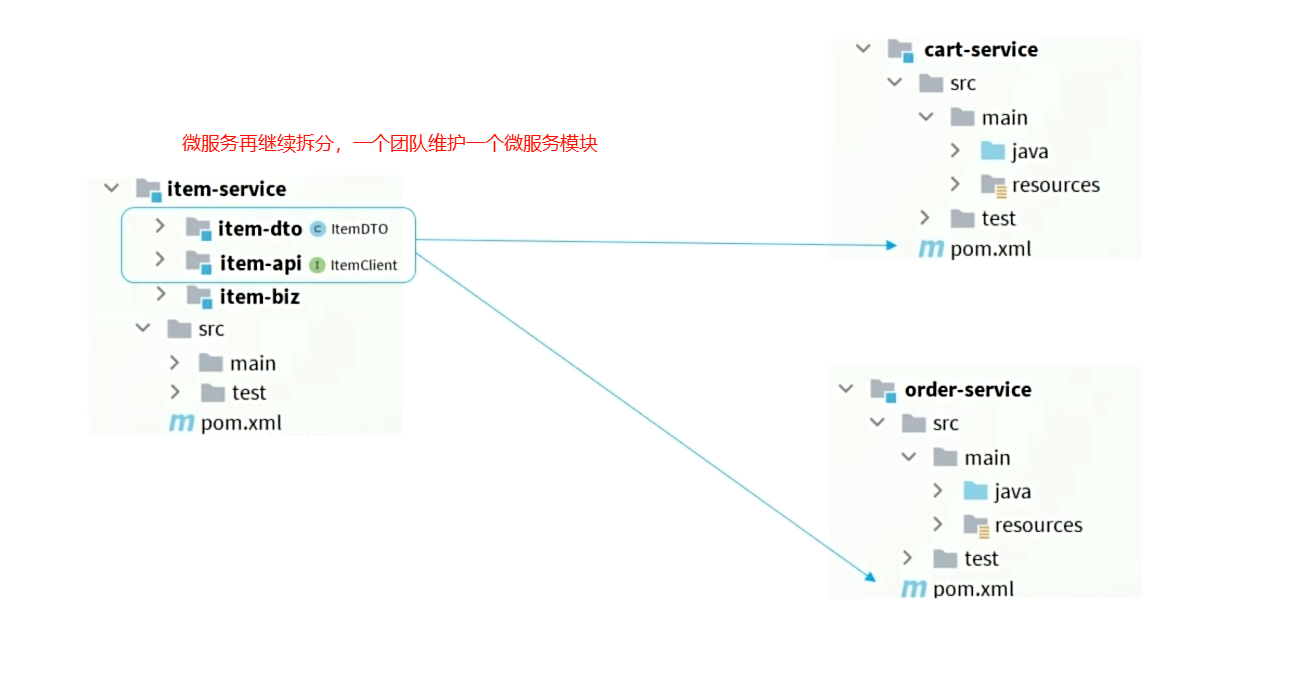 微服务再继续拆分，一个团队维护一个微服务模块
item-service
item-dto C ItemDTO
item-api I ItemClient
item-biz
src
main
test
m pom.xml
cart-service
src
main
java
resources
test
m pom.xml
order-service
src
main
java
resources
test
m pom.xml